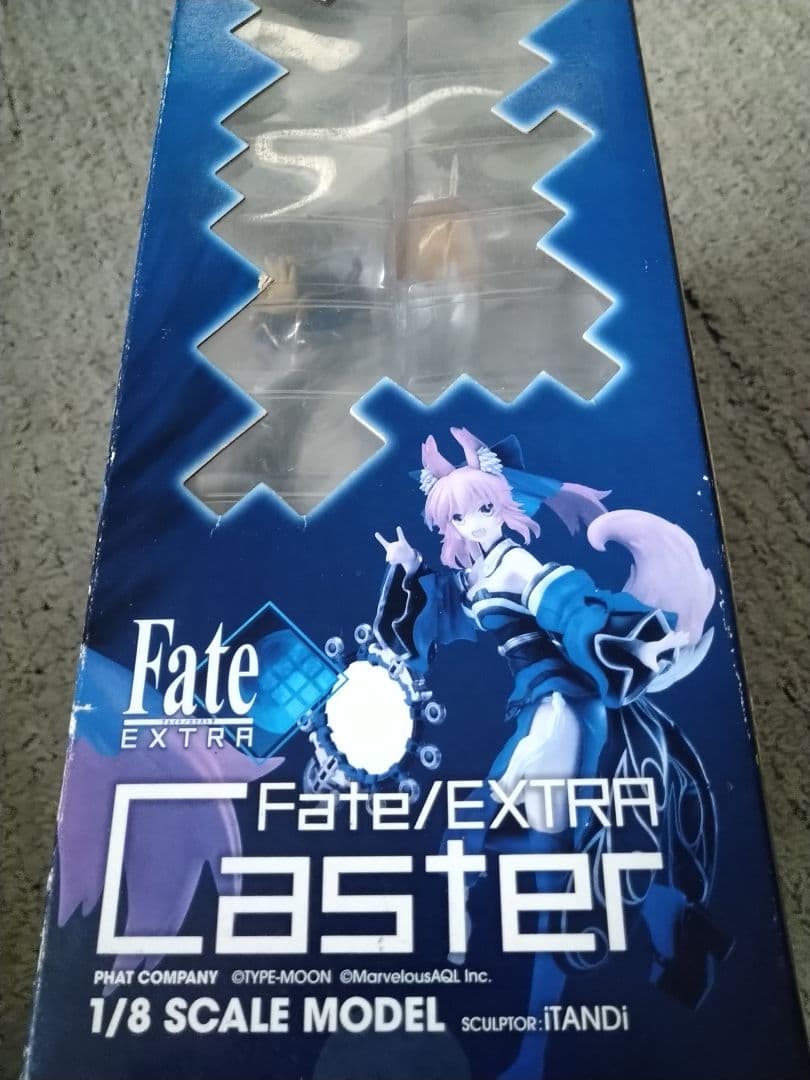 Fate
EXTRA
Fate/EXTRA
Caster
PHAT COMPANY ©TYPE-MOON ©MarvelousAQL Inc.
1/8 SCALE MODEL SCULPTOR:iTANDi